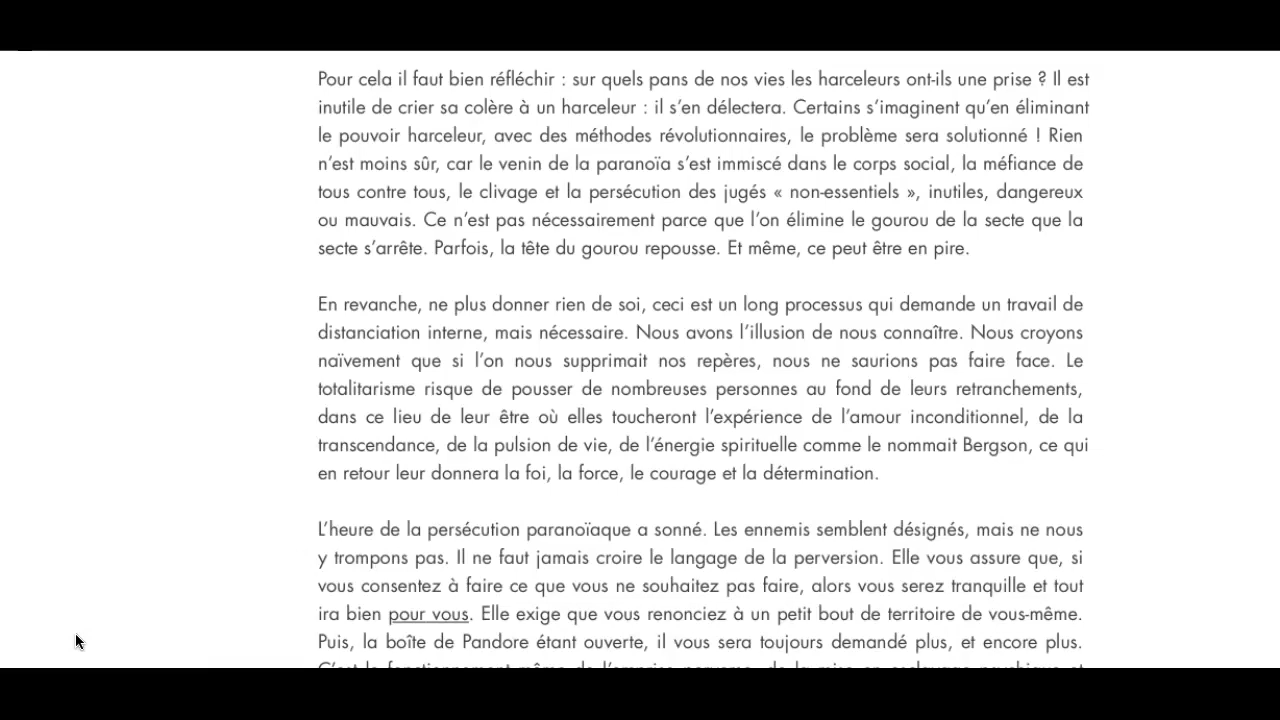 Pour cela il faut bien réfléchir : sur quels pans de nos vies les harceleurs ont-ils une prise ? Il est
inutile de crier sa colère à un harceleur : il s’en délectera. Certains s’imaginent qu’en éliminant
le pouvoir harceleur, avec des méthodes révolutionnaires, le problème sera solutionné ! Rien
n’est moins sûr, car le venin de la paranoïa s’est immiscé dans le corps social, la méfiance de
tous contre tous, le clivage et la persécution des jugés « non-essentiels », inutiles, dangereux
ou mauvais. Ce n’est pas nécessairement parce que l’on élimine le gourou de la secte que la
secte s’arrête. Parfois, la tête du gourou repousse. Et même, ce peut être en pire.
En revanche, ne plus donner rien de soi, ceci est un long processus qui demande un travail de
distanciation interne, mais nécessaire. Nous avons l’illusion de nous connaître. Nous croyons
naïvement que si l’on nous supprimait nos repères, nous ne saurions pas faire face. Le
totalitarisme risque de pousser de nombreuses personnes au fond de leurs retranchements,
dans ce lieu de leur être où elles toucheront l’expérience de l’amour inconditionnel, de la
transcendance, de la pulsion de vie, de l’énergie spirituelle comme le nommait Bergson, ce qui
en retour leur donnera la foi, la force, le courage et la détermination.
L’heure de la persécution paranoïaque a sonné. Les ennemis semblent désignés, mais ne nous
y trompons pas. Il ne faut jamais croire le langage de la perversion. Elle vous assure que, si
vous consentez à faire ce que vous ne souhaitez pas faire, alors vous serez tranquille et tout
ira bien pour vous. Elle exige que vous renonciez à un petit bout de territoire de vous-même.
Puis, la boîte de Pandore étant ouverte, il vous sera toujours demandé plus, et encore plus.